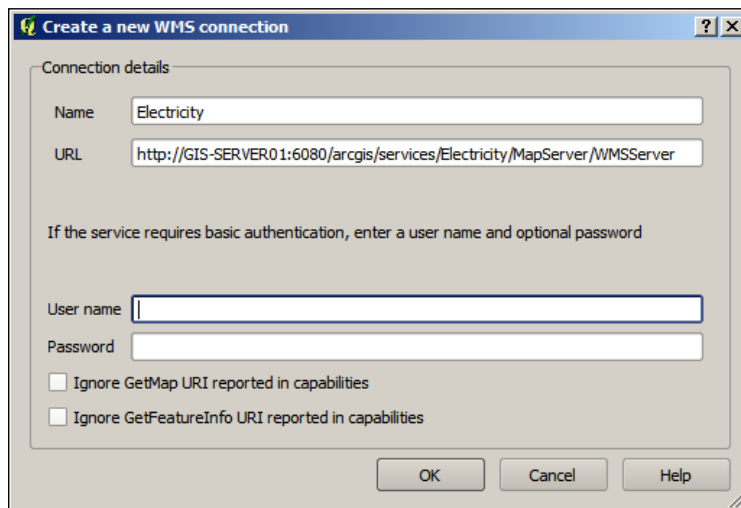 Create a new WMS connection
Connection details
Name Electricity
URL http://GIS-SERVER01:6080/arcgis/services/Electricity/MapServer/WMSServer
If the service requires basic authentication, enter a user name and optional password
User name
Password
Ignore GetMap URI reported in capabilities
Ignore GetFeatureInfo URI reported in capabilities
OK Cancel Help